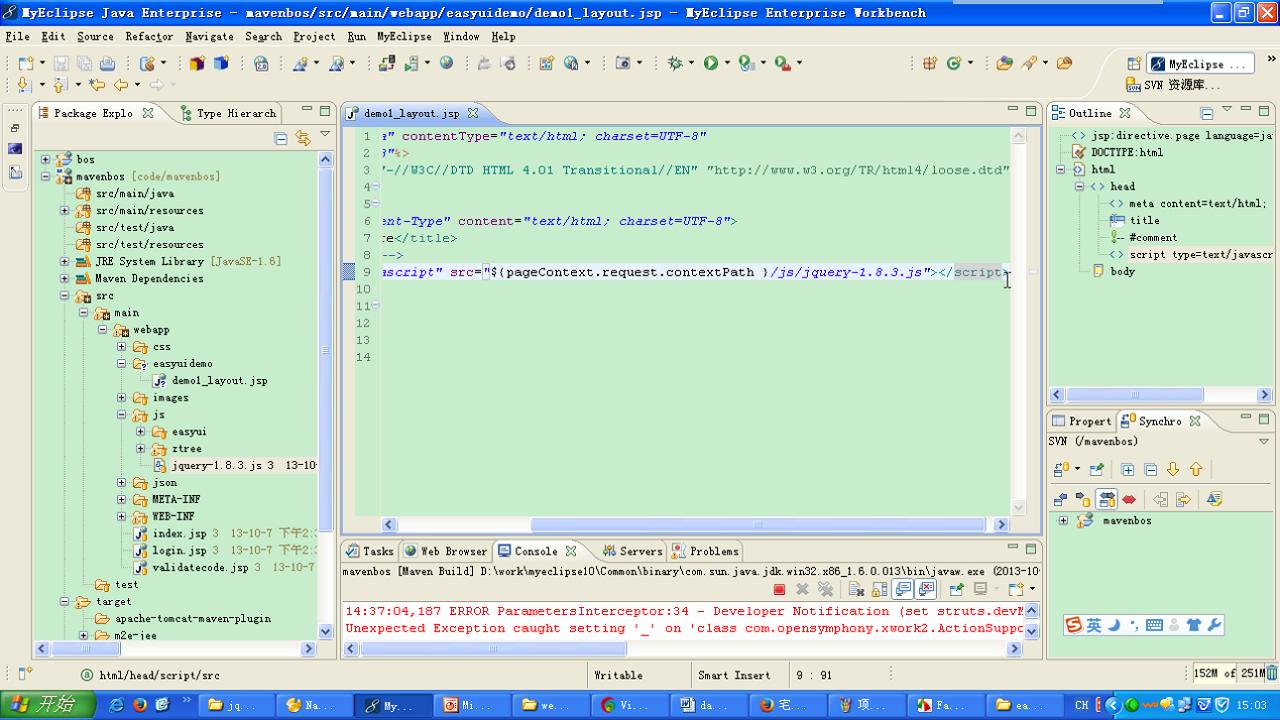 MyEclipse Java Enterprise - mavenbos/src/main/webapp/easyuidemo/demo1_layout.jsp - MyEclipse Enterprise Workbench
File Edit Source Refactor Navigate Search Project Run MyEclipse Window Help
MyEclipse ...
SVN 资源库...
Package Explo
Type Hierarch
bos
mavenbos [code/mavenbos]
src/main/java
src/main/resources
src/test/java
src/test/resources
JRE System Library [JavaSE-1.6]
Maven Dependencies
src
main
webapp
css
easyuidemo
demo1_layout.jsp
images
js
easyui
ztree
jquery-1.8.3.js 3 13-10-
json
META-INF
WEB-INF
index.jsp 3 13-10-7 下午2:
login.jsp 3 13-10-7 下午2:
validatecode.jsp 3 13-10-7
test
target
apache-tomcat-maven-plugin
m2e-jee
demo1_layout.jsp
1 " contentType="text/html; charset=UTF-8"
2 "%>
3 "-//W3C//DTD HTML 4.01 Transitional//EN" "http://www.w3.org/TR/html4/loose.dtd"
4
5
6 ent-Type" content="text/html; charset=UTF-8">
7 re</title>
8 -->
9 ascript" src="${pageContext.request.contextPath }/js/jquery-1.8.3.js"></script>
10
11
12
13
14
Outline
jsp:directive.page language=ja
DOCTYPE:html
html
head
meta content=text/html;
title
#comment
script type=text/javascr
body
Propert
Synchro
SVN (/mavenbos)
mavenbos
Tasks
Web Browser
Console
Servers
Problems
mavenbos [Maven Build] D:\work\myeclipse10\Common\binary\com.sun.java.jdk.win32.x86_1.6.0.013\bin\javaw.exe (2013-10
14:37:04,187 ERROR ParametersInterceptor:34 - Developer Notification (set struts.devM
Unexpected Exception caught setting '_' on 'class com.opensymphony.xwork2.ActionSuppo
英
html/head/script/src
Writable
Smart Insert
9 : 91
152M of 251M
开始
jq...
Na...
My...
Mi...
we...
Vi...
da...
宅...
项...
Fa...
ea...
CH
15:03